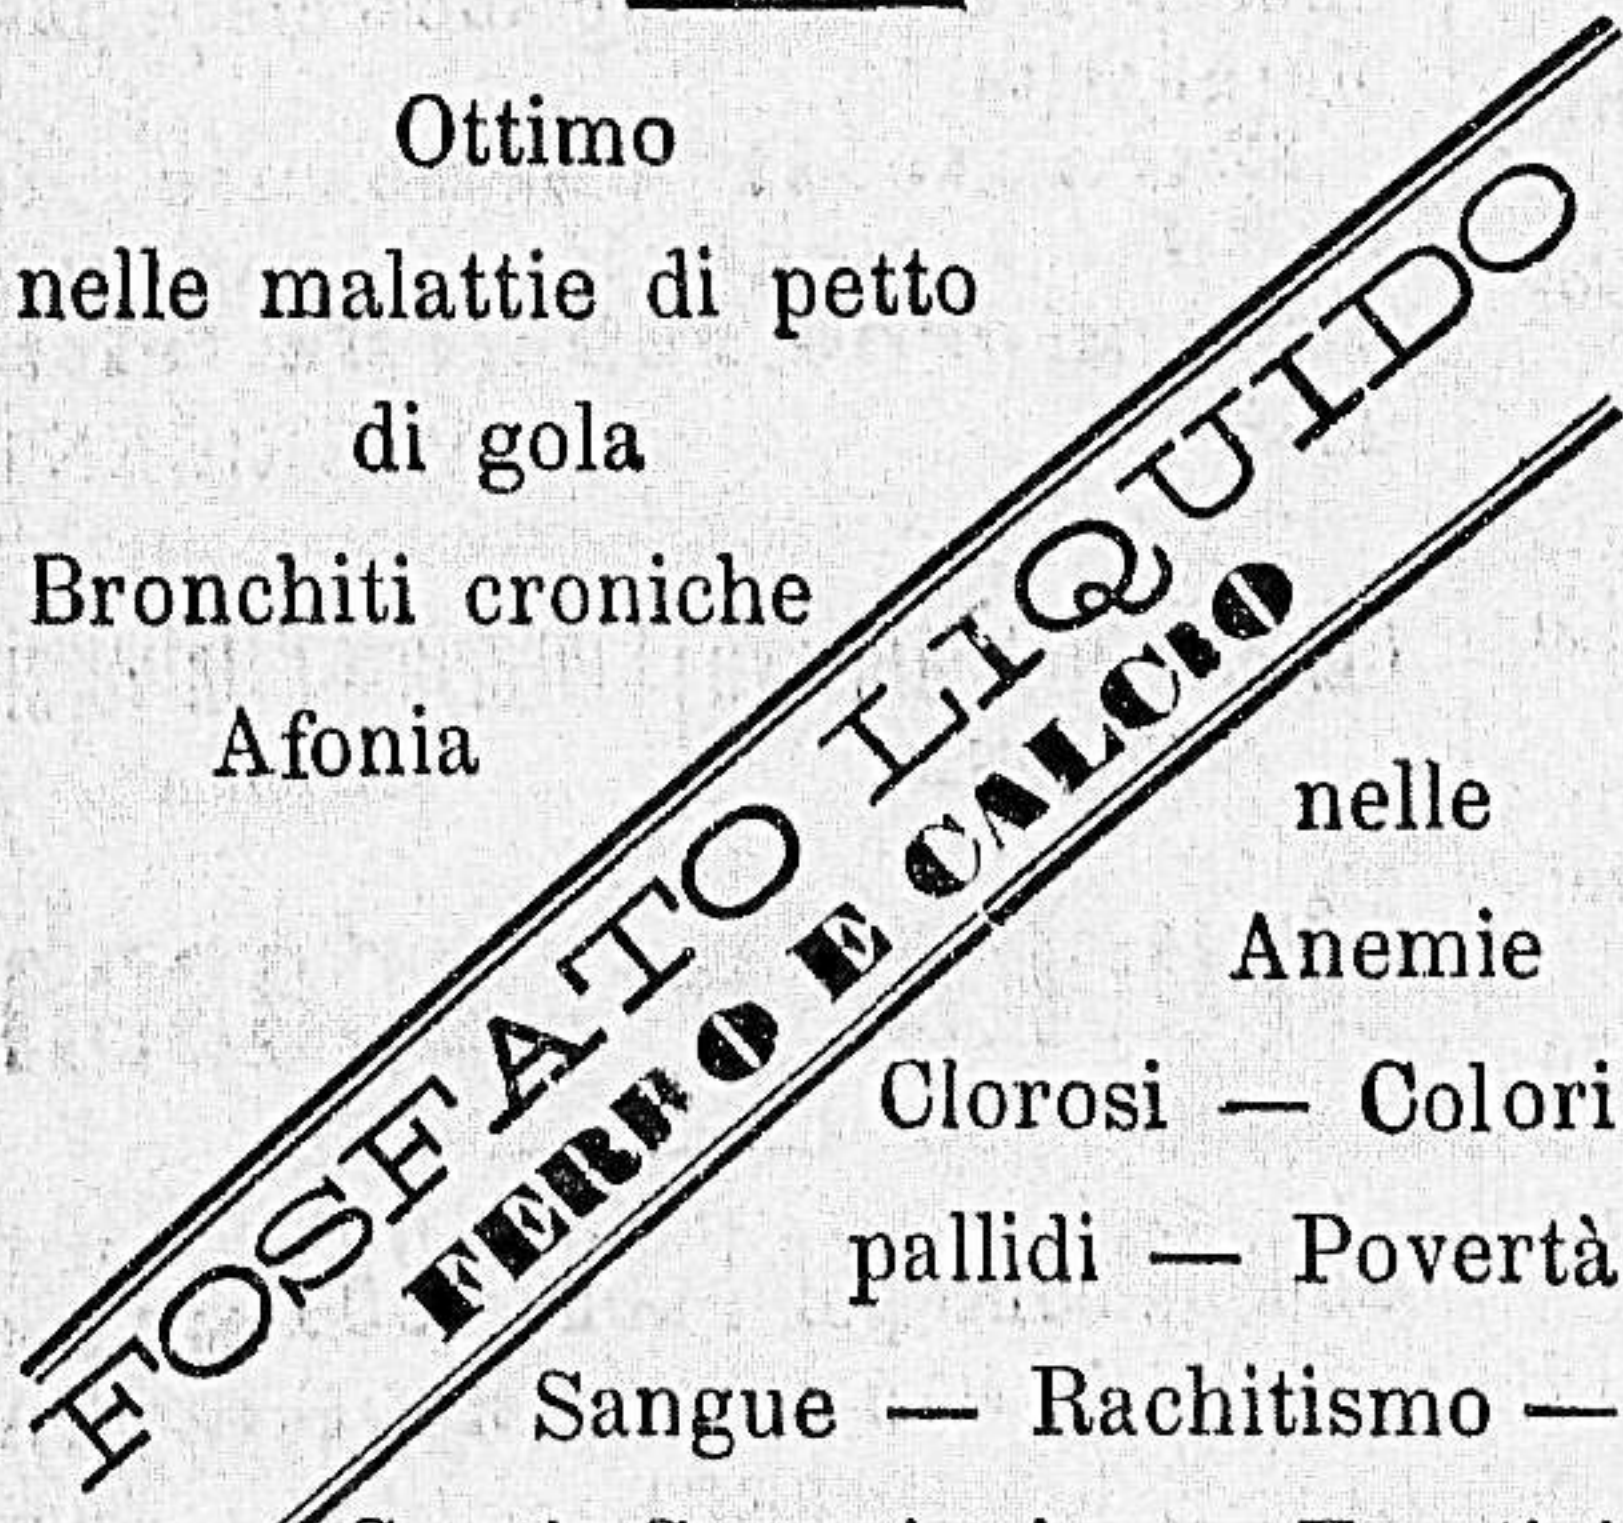 Ottimo
nelle malattie di petto
di gola
Bronchiti croniche
Afonia
FOSFATO LIQUIDO
FERRO E CALCIO
nelle
Anemie
Clorosi — Colori
pallidi — Povertà
Sangue — Rachitismo —